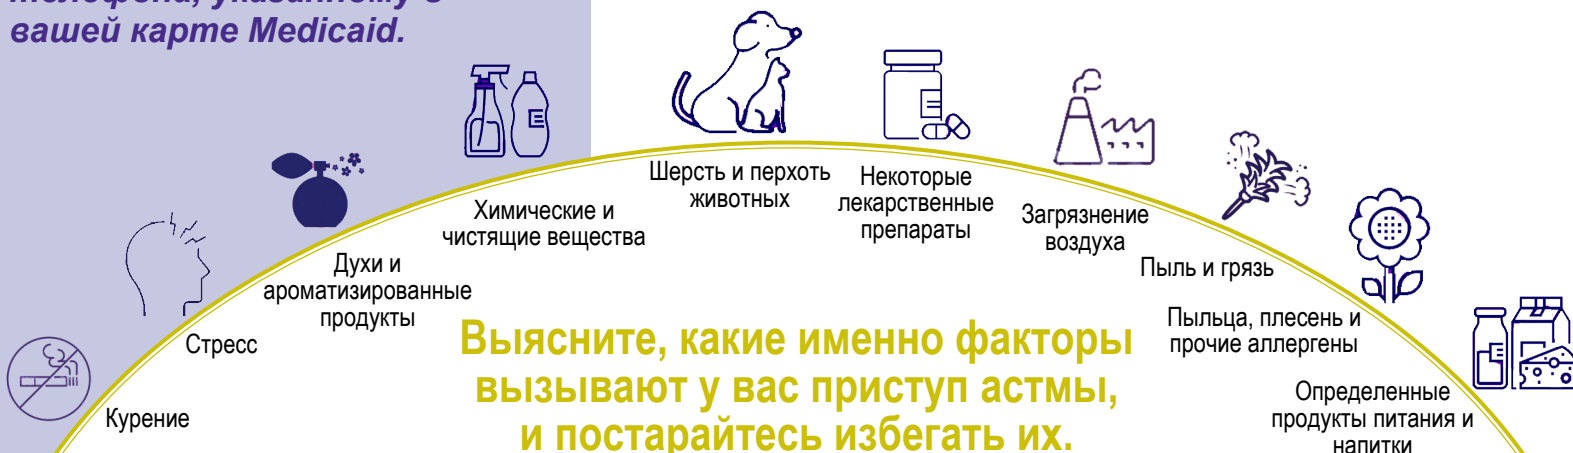 вашей карте Medicaid.
Шерсть и перхоть
животных
Некоторые
лекарственные
препараты
Химические и
чистящие вещества
Загрязнение
воздуха
Духи и
ароматизированные
продукты
Пыль и грязь
Стресс
Пыльца, плесень и
прочие аллергены
Курение
Определенные
продукты питания и
напитки
Выясните, какие именно факторы
вызывают у вас приступ астмы,
и постарайтесь избегать их.